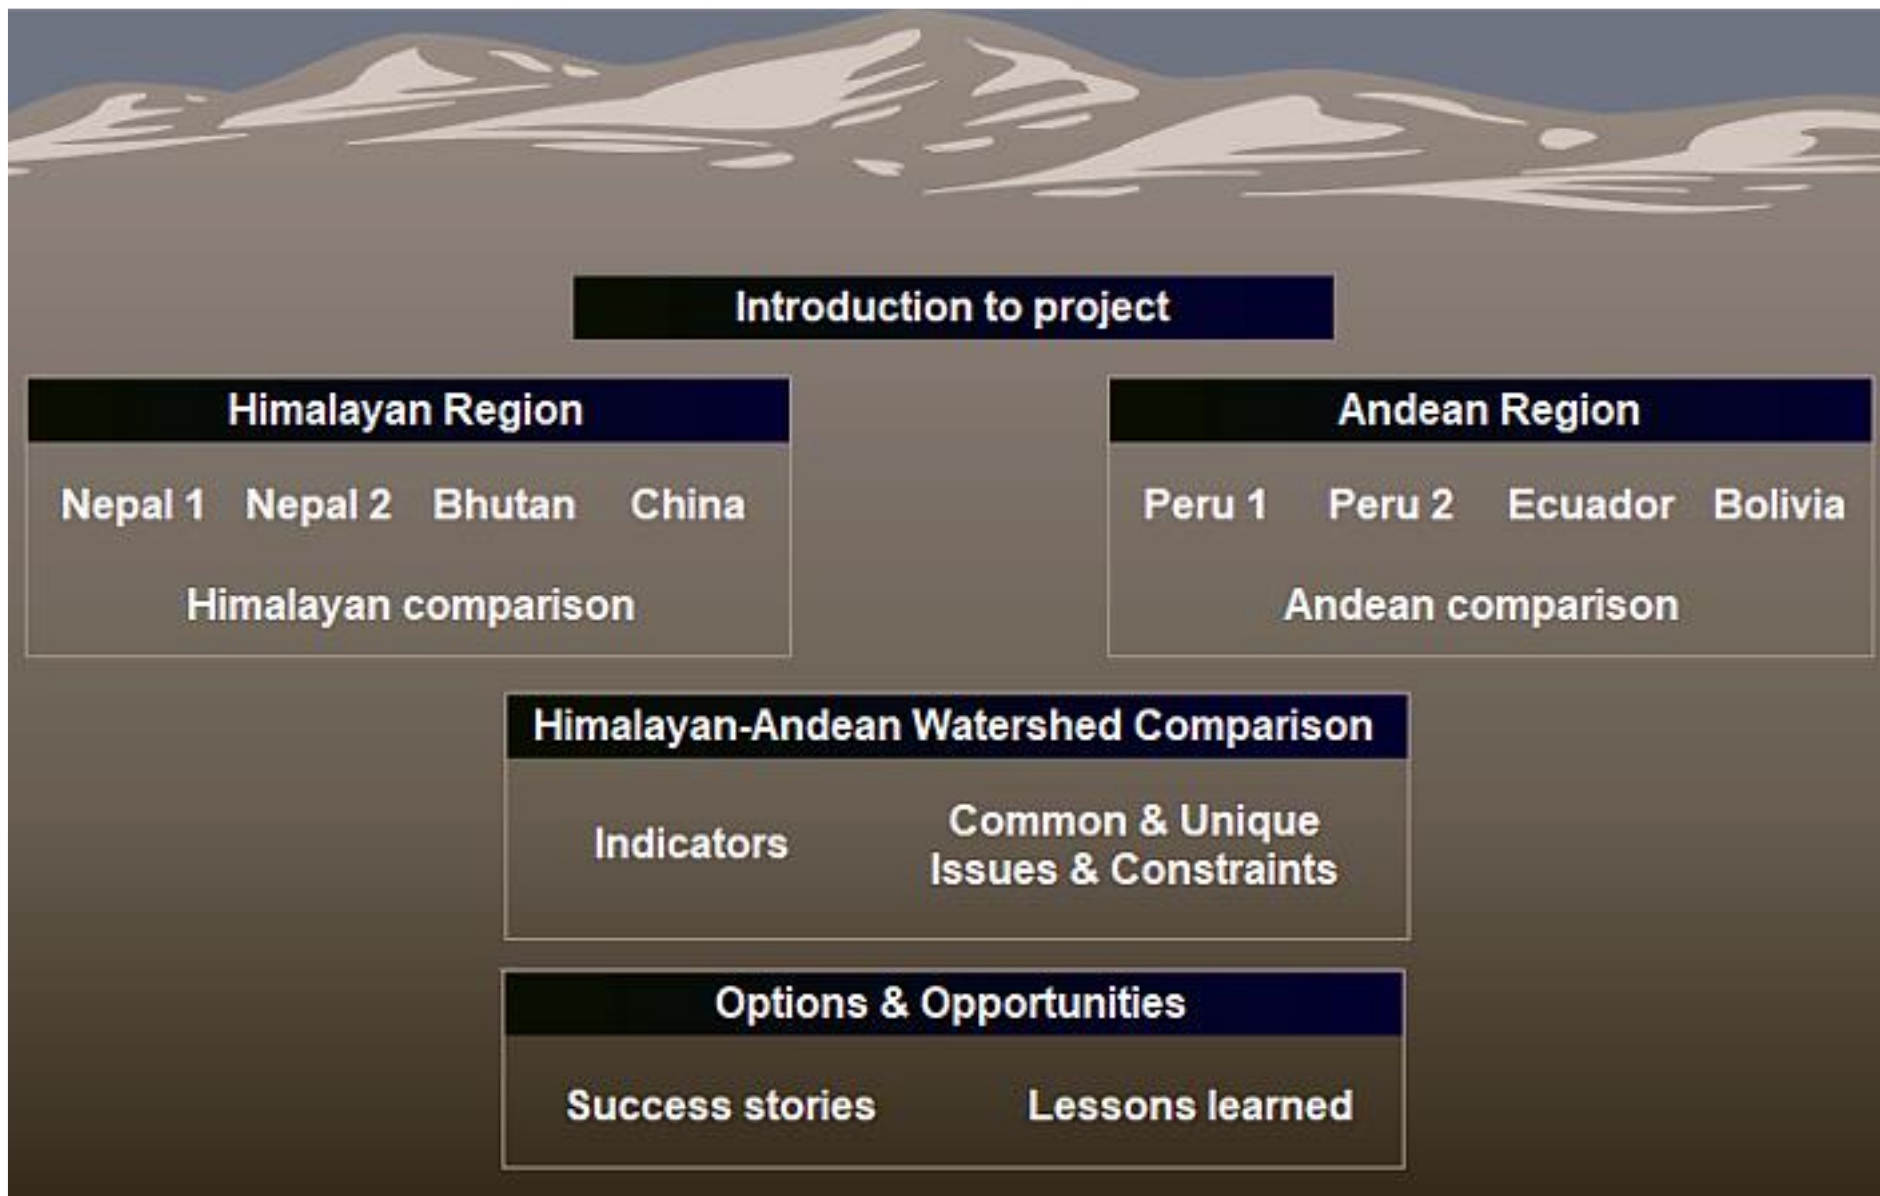 Introduction to project
Himalayan Region
Nepal 1 Nepal 2 Bhutan China
Himalayan comparison
Andean Region
Peru 1 Peru 2 Ecuador Bolivia
Andean comparison
Himalayan-Andean Watershed Comparison
Indicators
Common & Unique
Issues & Constraints
Options & Opportunities
Success stories Lessons learned